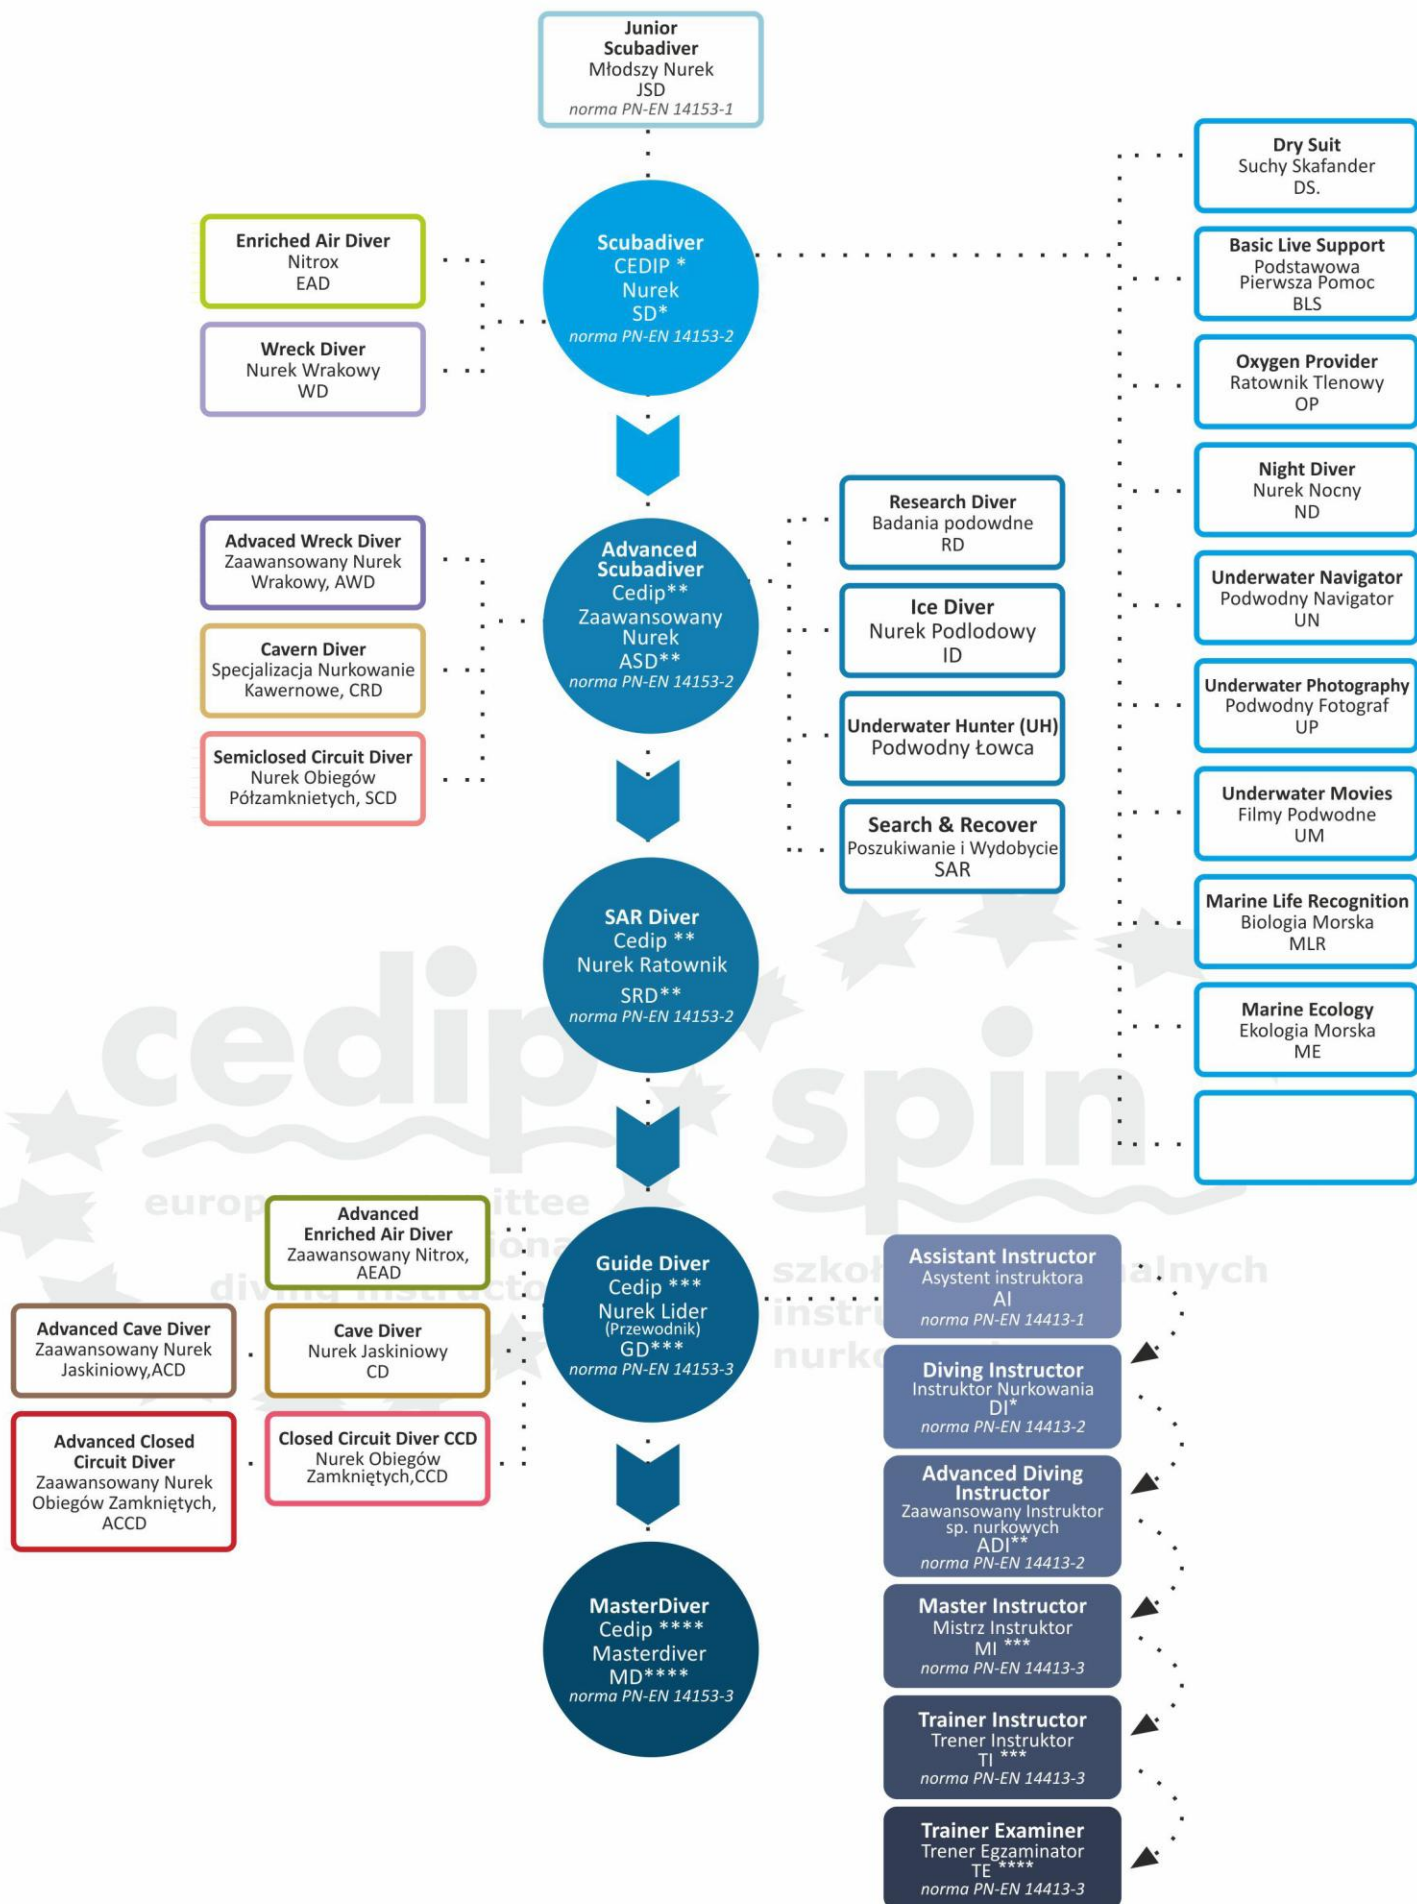 Junior
Scubadiver
Młodszy Nurek
JSD
norma PN-EN 14153-1
Scubadiver
CEDIP *
Nurek
SD*
norma PN-EN 14153-2
Enriched Air Diver
Nitrox
EAD
Wreck Diver
Nurek Wrakowy
WD
Dry Suit
Suchy Skafander
DS.
Basic Live Support
Podstawowa
Pierwsza Pomoc
BLS
Oxygen Provider
Ratownik Tlenowy
OP
Night Diver
Nurek Nocny
ND
Underwater Navigator
Podwodny Navigator
UN
Underwater Photography
Podwodny Fotograf
UP
Underwater Movies
Filmy Podwodne
UM
Marine Life Recognition
Biologia Morska
MLR
Marine Ecology
Ekologia Morska
ME
Advanced
Scubadiver
Cedip**
Zaawansowany
Nurek
ASD**
norma PN-EN 14153-2
Advaced Wreck Diver
Zaawansowany Nurek
Wrakowy, AWD
Cavern Diver
Specjalizacja Nurkowanie
Kawernowe, CRD
Semiclosed Circuit Diver
Nurek Obiegów
Półzamknietych, SCD
Research Diver
Badania podowdne
RD
Ice Diver
Nurek Podlodowy
ID
Underwater Hunter (UH)
Podwodny Łowca
Search & Recover
Poszukiwanie i Wydobycie
SAR
SAR Diver
Cedip **
Nurek Ratownik
SRD**
norma PN-EN 14153-2
cedip
spin
diving
szkoł
alnych
Guide Diver
Cedip ***
Nurek Lider
(Przewodnik)
GD***
norma PN-EN 14153-3
Advanced
Enriched Air Diver
Zaawansowany Nitrox,
AEAD
Advanced Cave Diver
Zaawansowany Nurek
Jaskiniowy,ACD
Cave Diver
Nurek Jaskiniowy
CD
Advanced Closed
Circuit Diver
Zaawansowany Nurek
Obiegów Zamkniętych,
ACCD
Closed Circuit Diver CCD
Nurek Obiegów
Zamkniętych,CCD
MasterDiver
Cedip ****
Masterdiver
MD****
norma PN-EN 14153-3
Assistant Instructor
Asystent instruktora
AI
norma PN-EN 14413-1
Diving Instructor
Instruktor Nurkowania
DI*
norma PN-EN 14413-2
Advanced Diving
Instructor
Zaawansowany Instruktor
sp. nurkowych
ADI**
norma PN-EN 14413-2
Master Instructor
Mistrz Instruktor
MI ***
norma PN-EN 14413-3
Trainer Instructor
Trener Instruktor
TI ***
norma PN-EN 14413-3
Trainer Examiner
Trener Egzaminator
TE ****
norma PN-EN 14413-3